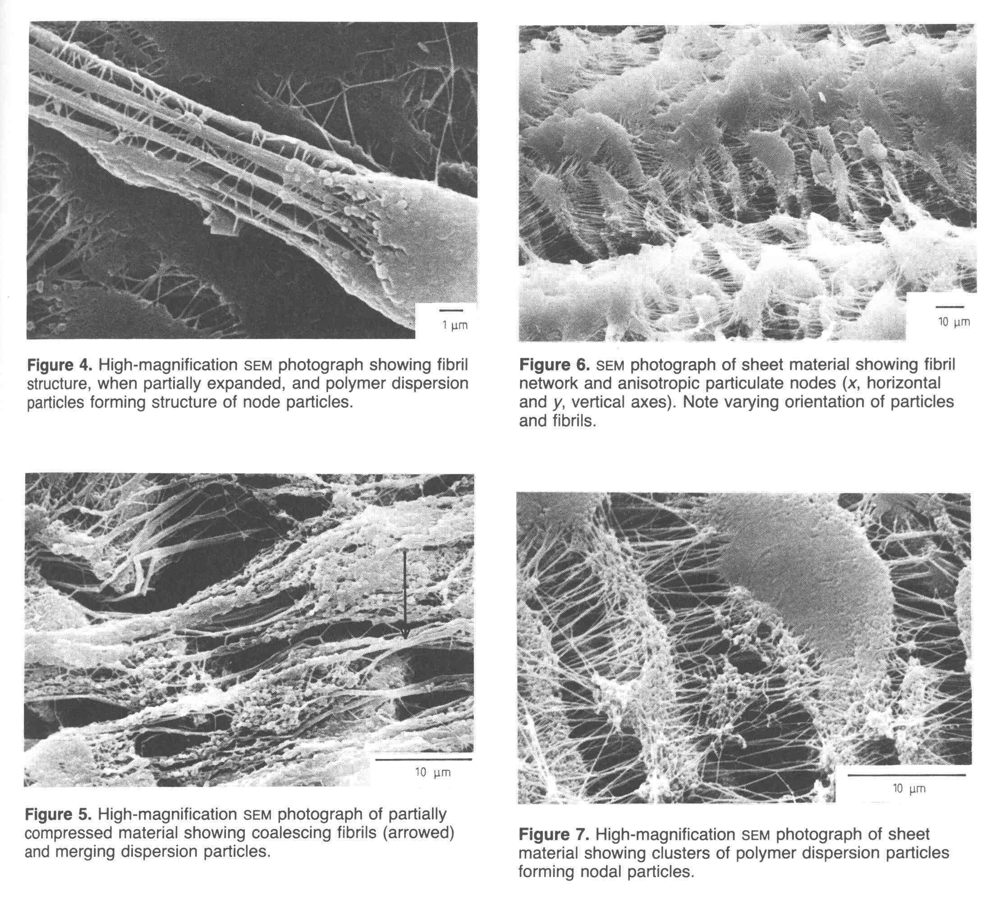 1 µm
Figure 4. High-magnification SEM photograph showing fibril
structure, when partially expanded, and polymer dispersion
particles forming structure of node particles.
10 µm
Figure 5. High-magnification SEM photograph of partially
compressed material showing coalescing fibrils (arrowed)
and merging dispersion particles.
10 µm
Figure 6. SEM photograph of sheet material showing fibril
network and anisotropic particulate nodes (x, horizontal
and y, vertical axes). Note varying orientation of particles
and fibrils.
10 µm
Figure 7. High-magnification SEM photograph of sheet
material showing clusters of polymer dispersion particles
forming nodal particles.